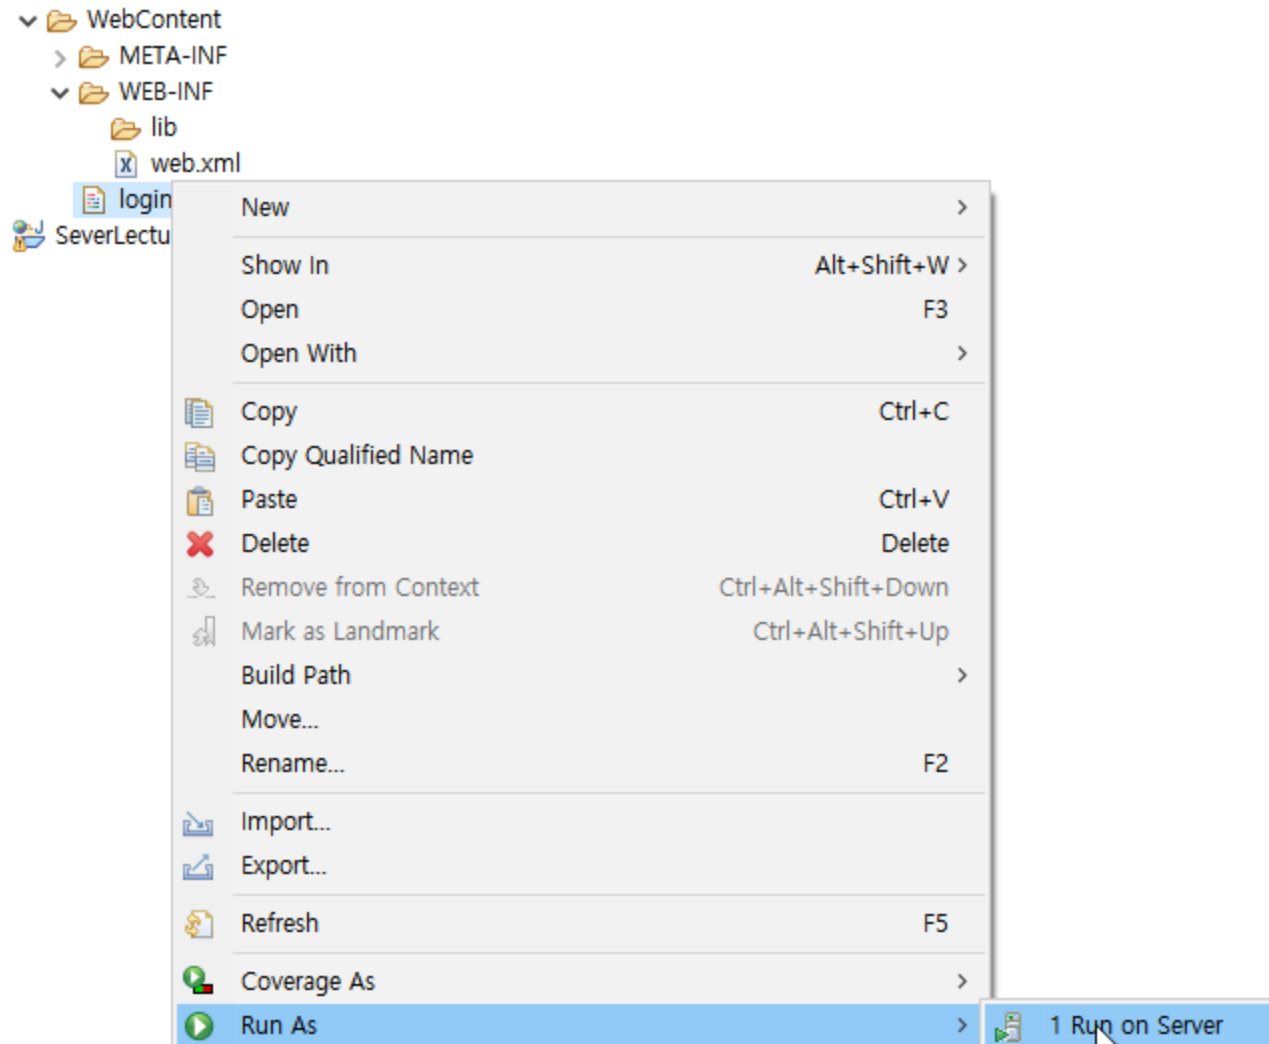 WebContent
META-INF
WEB-INF
lib
web.xml
login
SeverLectu
New
Show In Alt+Shift+W
Open F3
Open With
Copy Ctrl+C
Copy Qualified Name
Paste Ctrl+V
Delete Delete
Remove from Context Ctrl+Alt+Shift+Down
Mark as Landmark Ctrl+Alt+Shift+Up
Build Path
Move...
Rename... F2
Import...
Export...
Refresh F5
Coverage As
Run As
1 Run on Server